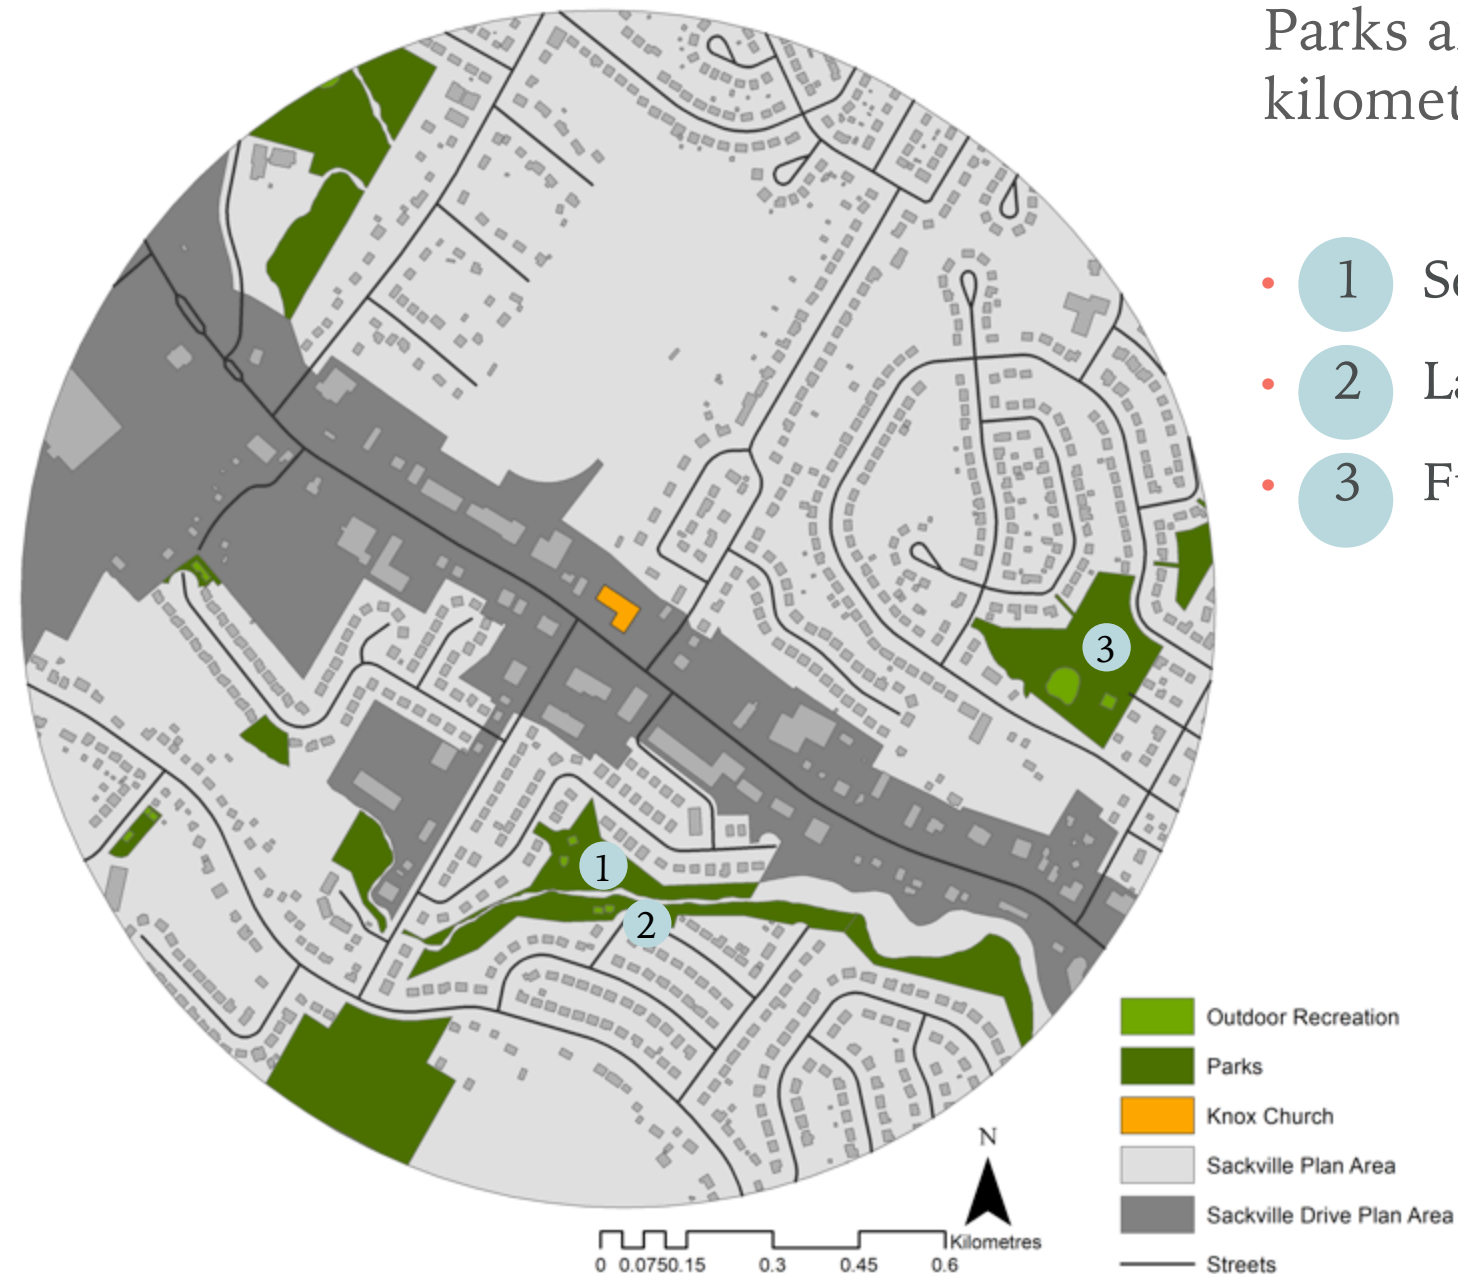 Parks a
kilomet
1 S
2 La
3 F
1
2
3
Outdoor Recreation
Parks
Knox Church
Sackville Plan Area
Sackville Drive Plan Area
Streets
N
Kilometres
0 0.0750.15 0.3 0.45 0.6